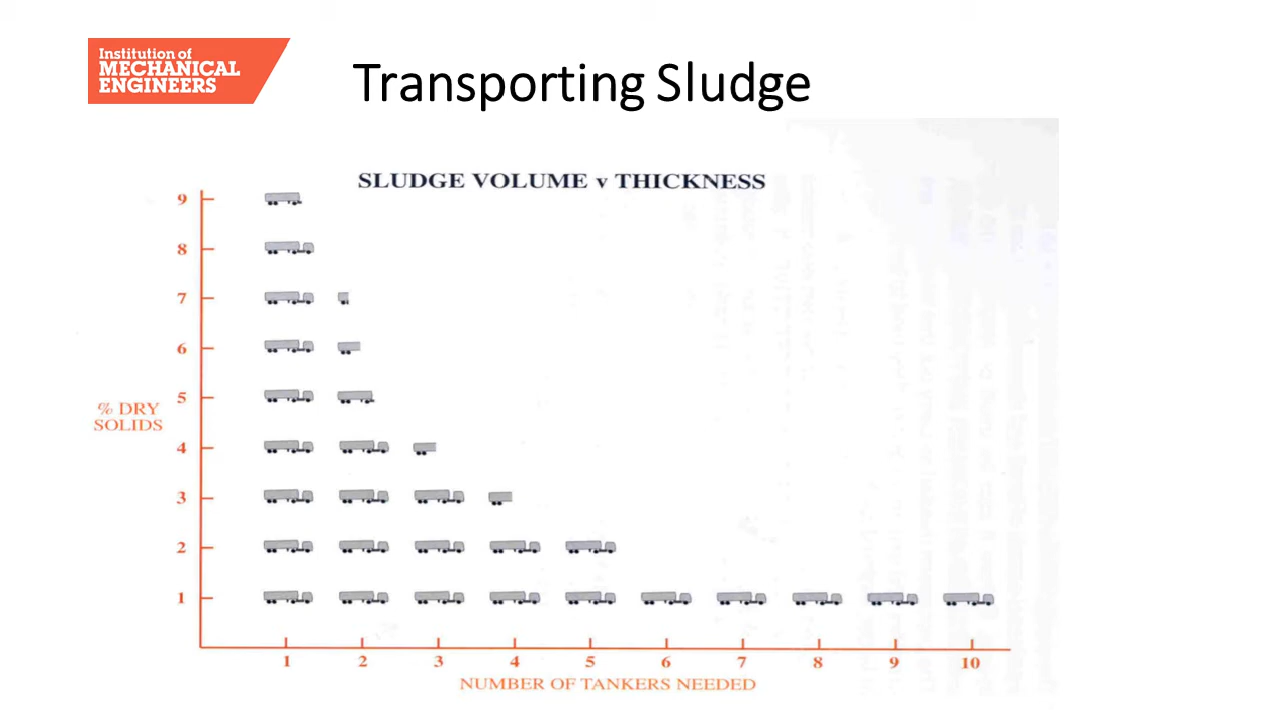 Institution of
MECHANICAL
ENGINEERS
Transporting Sludge
SLUDGE VOLUME v THICKNESS
9
8
7
6
5
% DRY
SOLIDS
4
3
2
1
1 2 3 4 5 6 7 8 9 10
NUMBER OF TANKERS NEEDED